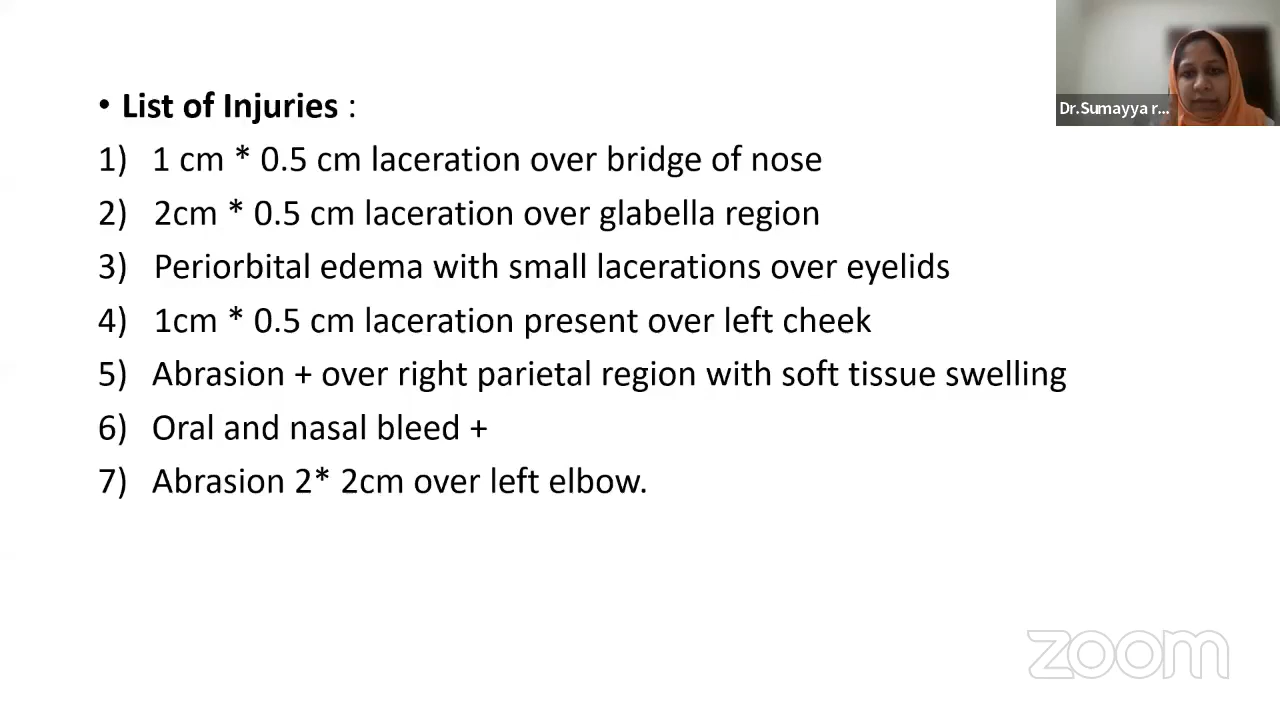 • List of Injuries :
1) 1 cm * 0.5 cm laceration over bridge of nose
2) 2cm * 0.5 cm laceration over glabella region
3) Periorbital edema with small lacerations over eyelids
4) 1cm * 0.5 cm laceration present over left cheek
5) Abrasion + over right parietal region with soft tissue swelling
6) Oral and nasal bleed +
7) Abrasion 2* 2cm over left elbow.
Dr.Sumayya r...
zoom